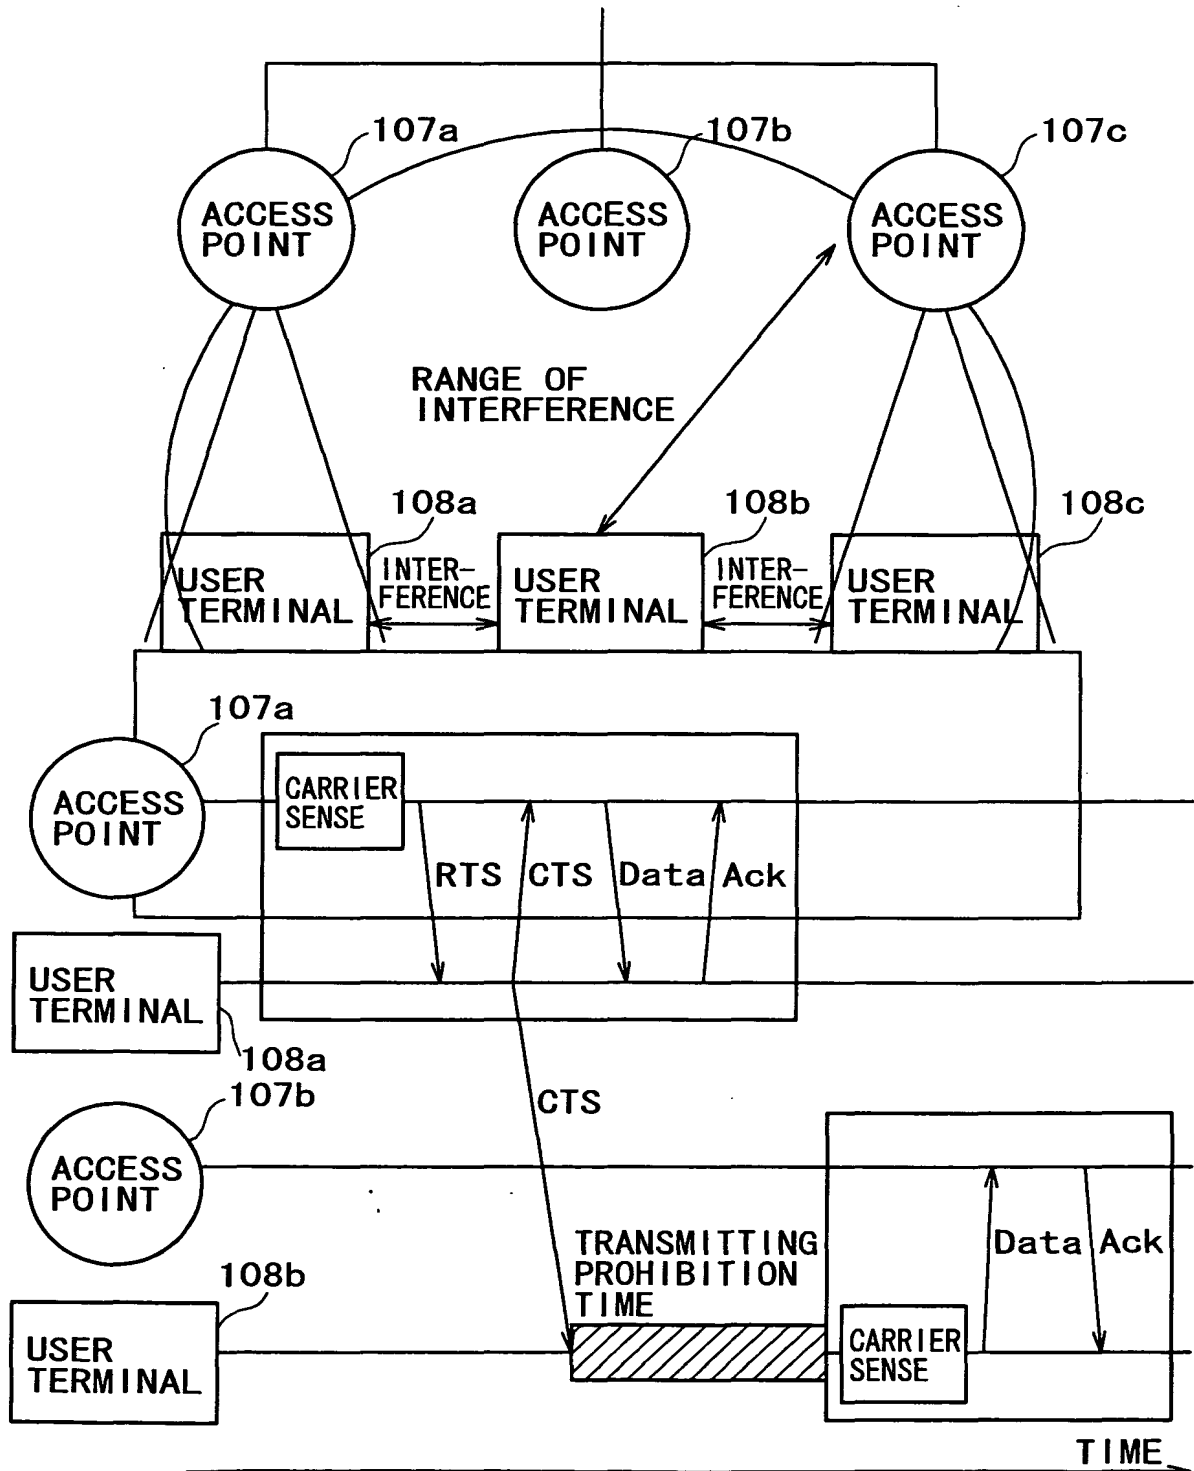 107a
107b
107c
ACCESS
POINT
ACCESS
POINT
ACCESS
POINT
RANGE OF
INTERFERENCE
108a
108b
108c
USER
TERMINAL
INTER-
FERENCE
USER
TERMINAL
INTER-
FERENCE
USER
TERMINAL
107a
ACCESS
POINT
CARRIER
SENSE
RTS
CTS
Data
Ack
USER
TERMINAL
108a
107b
CTS
ACCESS
POINT
Data
Ack
TRANSMITTING
PROHIBITION
TIME
108b
USER
TERMINAL
CARRIER
SENSE
TIME